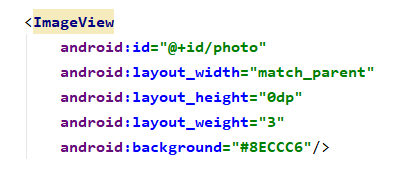 <ImageView
android:id="@+id/photo"
android:layout_width="match_parent"
android:layout_height="0dp"
android:layout_weight="3"
android:background="#8ECCC6"/>